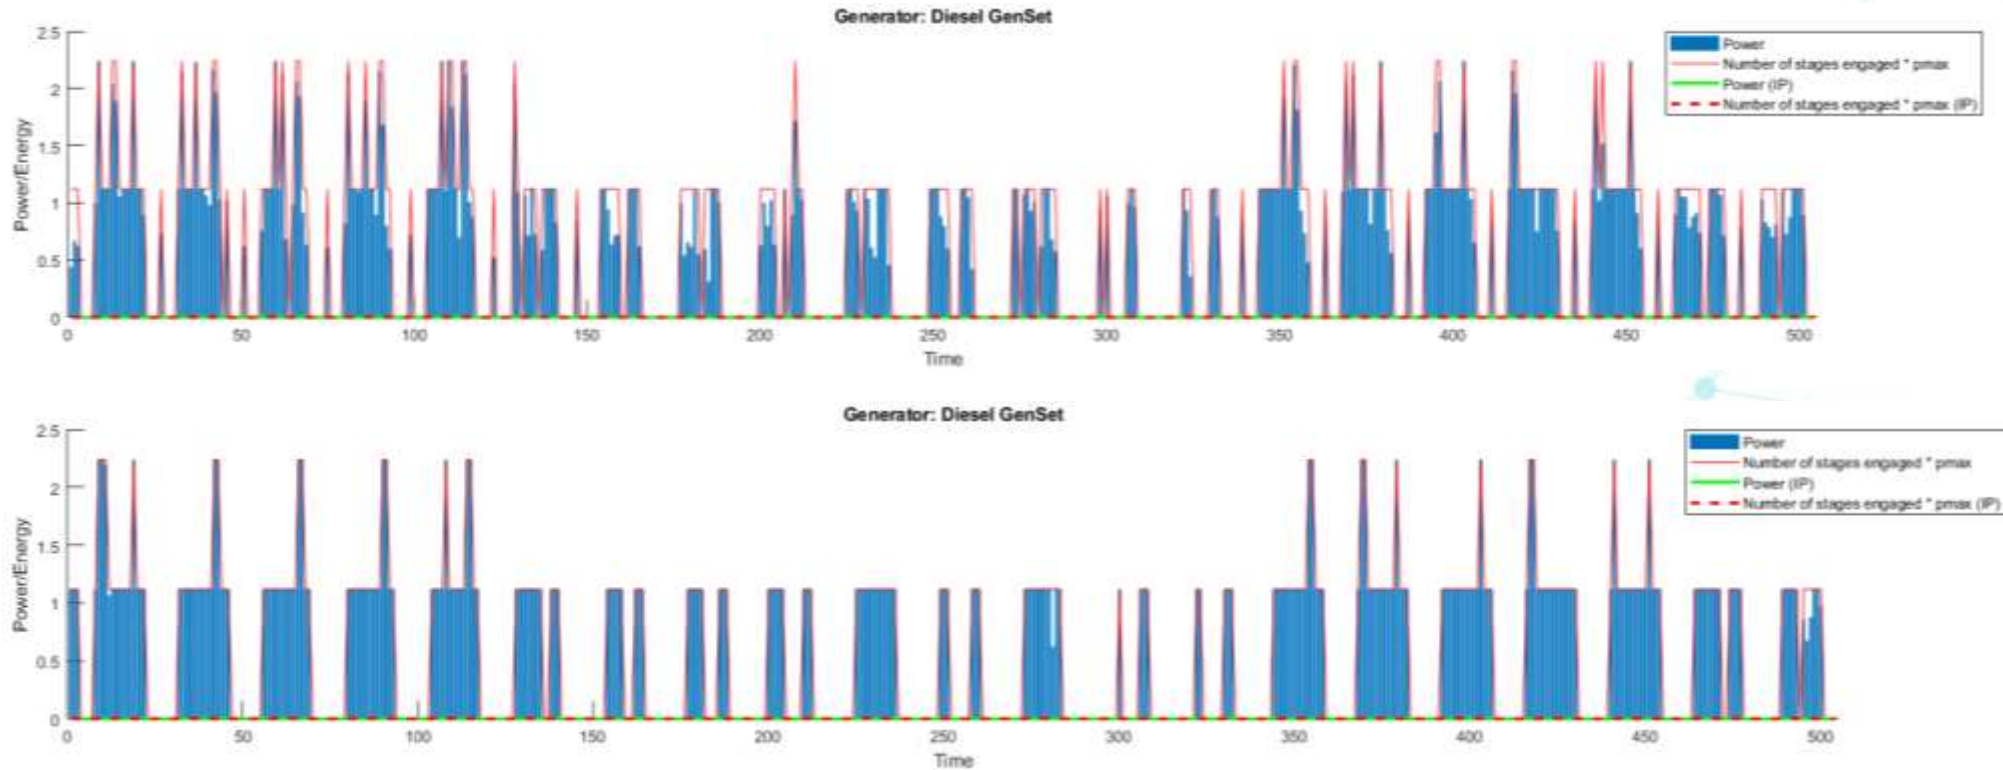 Generator: Diesel GenSet
Power/Energy
2.5
2
1.5
1
0.5
0
0 50 100 150 200 250 300 350 400 450 500
Time
Power
Number of stages engaged * pmax
Power (IP)
Number of stages engaged * pmax (IP)
Generator: Diesel GenSet
Power/Energy
2.5
2
1.5
1
0.5
0
0 50 100 150 200 250 300 350 400 450 500
Time
Power
Number of stages engaged * pmax
Power (IP)
Number of stages engaged * pmax (IP)